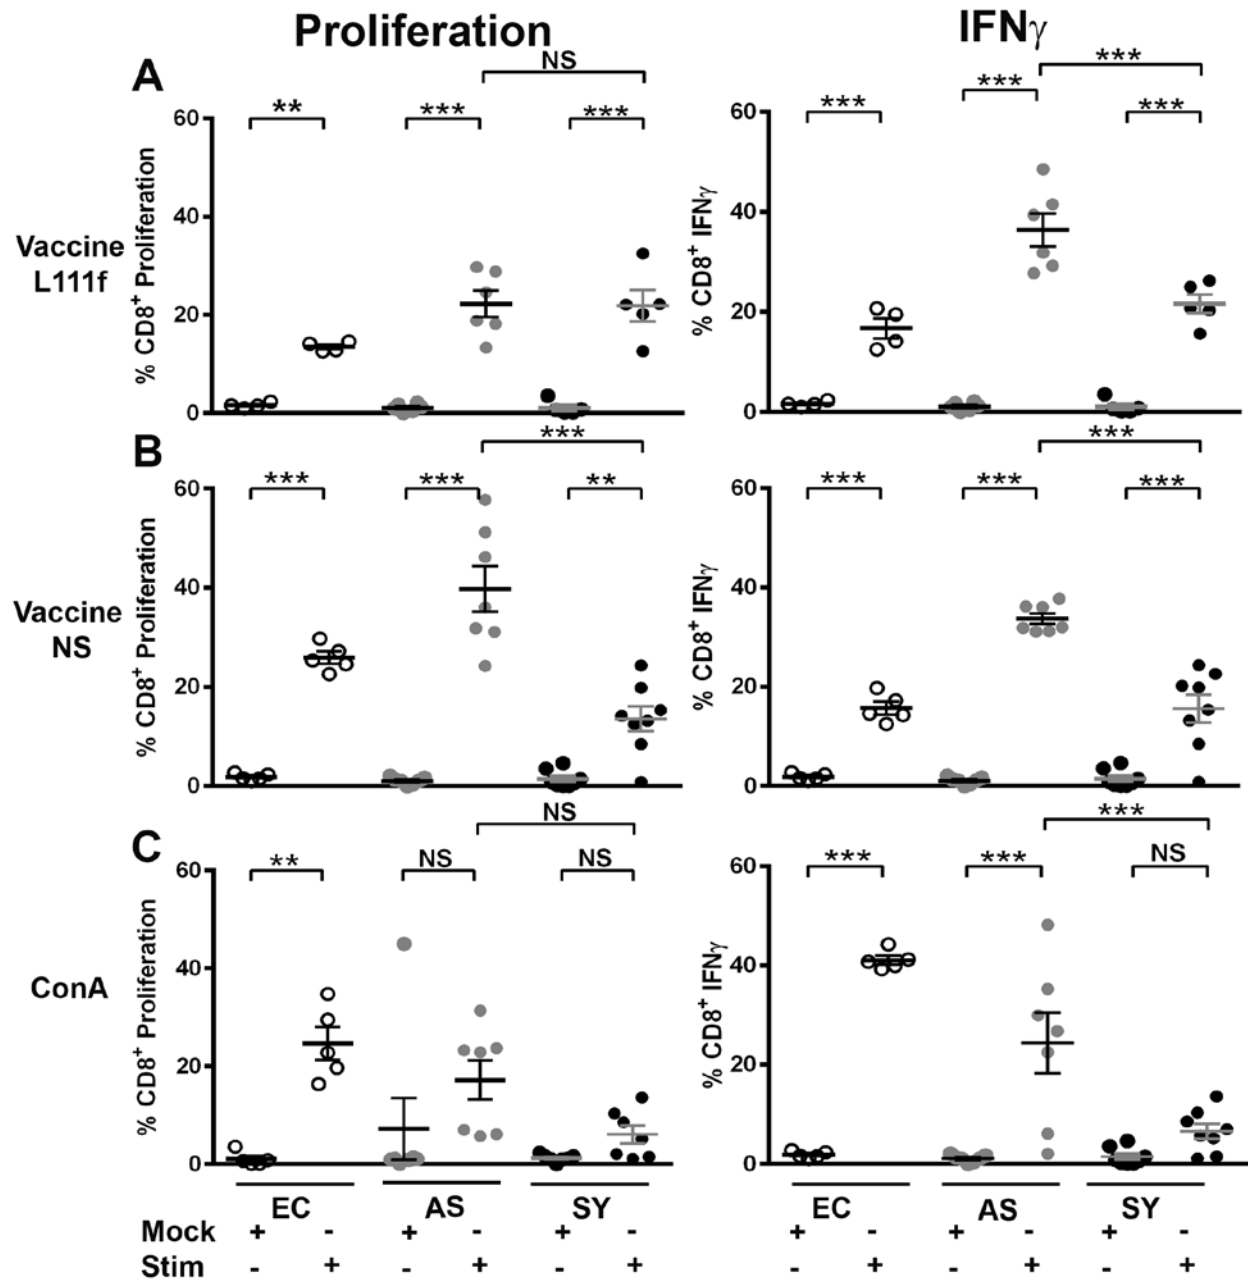 Proliferation IFNγ
A
NS
** *** ***
60
40
20
0
% CD8+ Proliferation
Vaccine
L111f
***
*** *** ***
60
40
20
0
% CD8+ IFNγ
B
***
*** *** **
60
40
20
0
% CD8+ Proliferation
Vaccine
NS
***
*** *** ***
60
40
20
0
% CD8+ IFNγ
C
NS
** NS NS
60
40
20
0
% CD8+ Proliferation
ConA
***
*** *** NS
60
40
20
0
% CD8+ IFNγ
EC AS SY EC AS SY
Mock + - + - + - + - + - + -
Stim - + - + - + - + - + - +